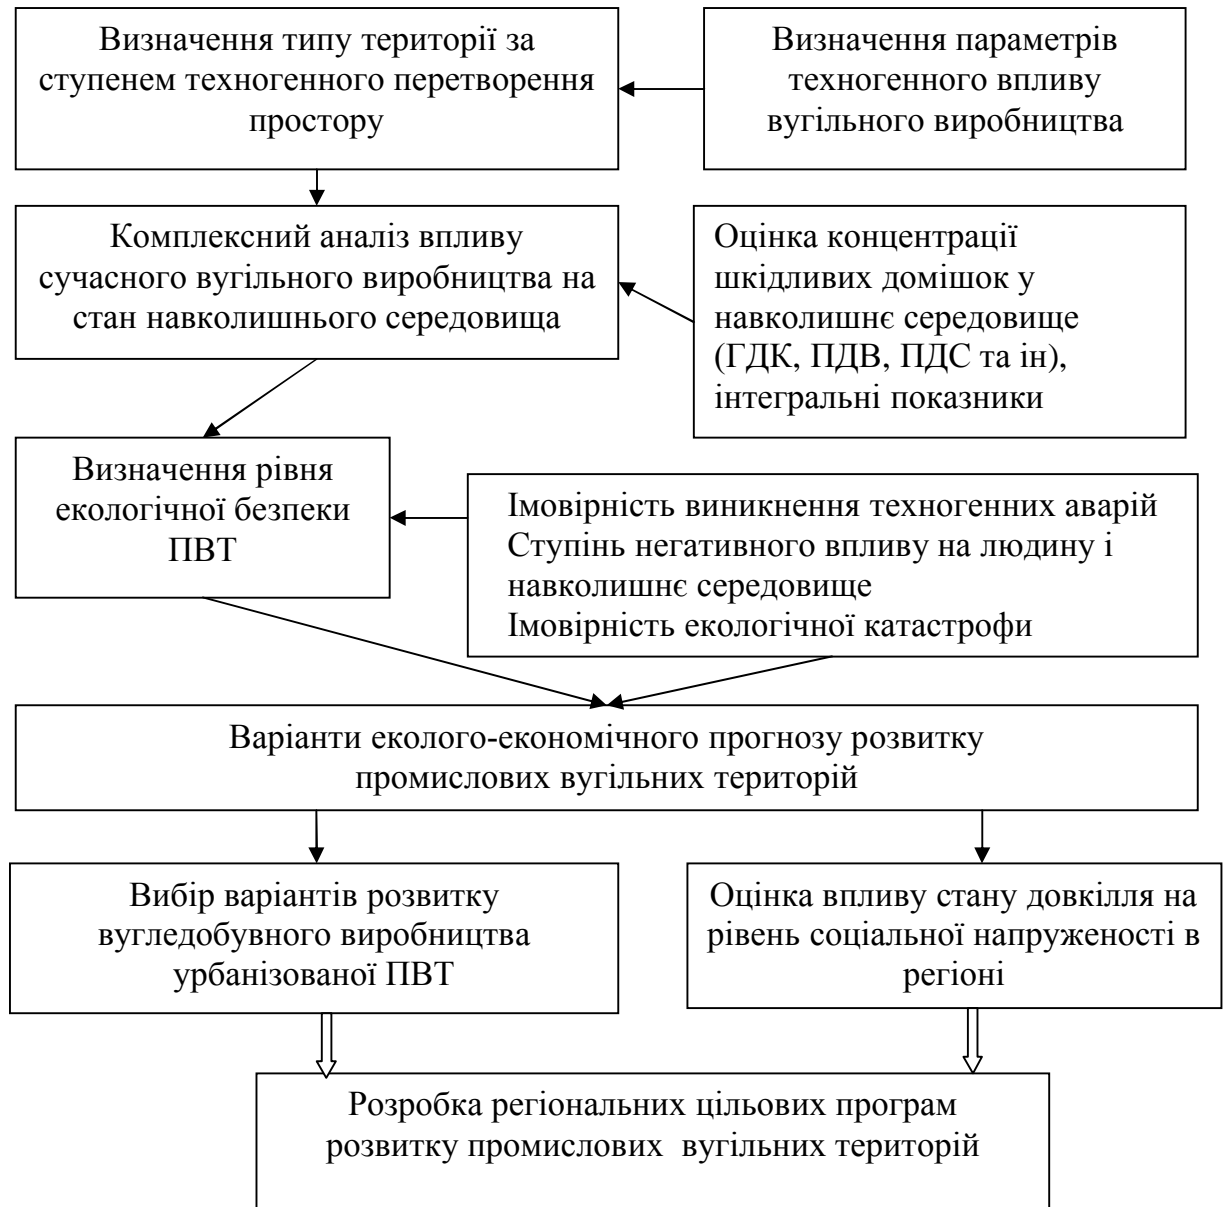 Визначення типу території за
ступенем техногенного перетворення
простору
Визначення параметрів
техногенного впливу
вугільного виробництва
Комплексний аналіз впливу
сучасного вугільного виробництва на
стан навколишнього середовища
Оцінка концентрації
шкідливих домішок у
навколишнє середовище
(ГДК, ПДВ, ПДС та ін),
інтегральні показники
Визначення рівня
екологічної безпеки
ПВТ
Імовірність виникнення техногенних аварій
Ступінь негативного впливу на людину і
навколишнє середовище
Імовірність екологічної катастрофи
Варіанти еколого-економічного прогнозу розвитку
промислових вугільних територій
Вибір варіантів розвитку
вугледобувного виробництва
урбанізованої ПВТ
Оцінка впливу стану довкілля на
рівень соціальної напруженості в
регіоні
Розробка регіональних цільових програм
розвитку промислових  вугільних територій